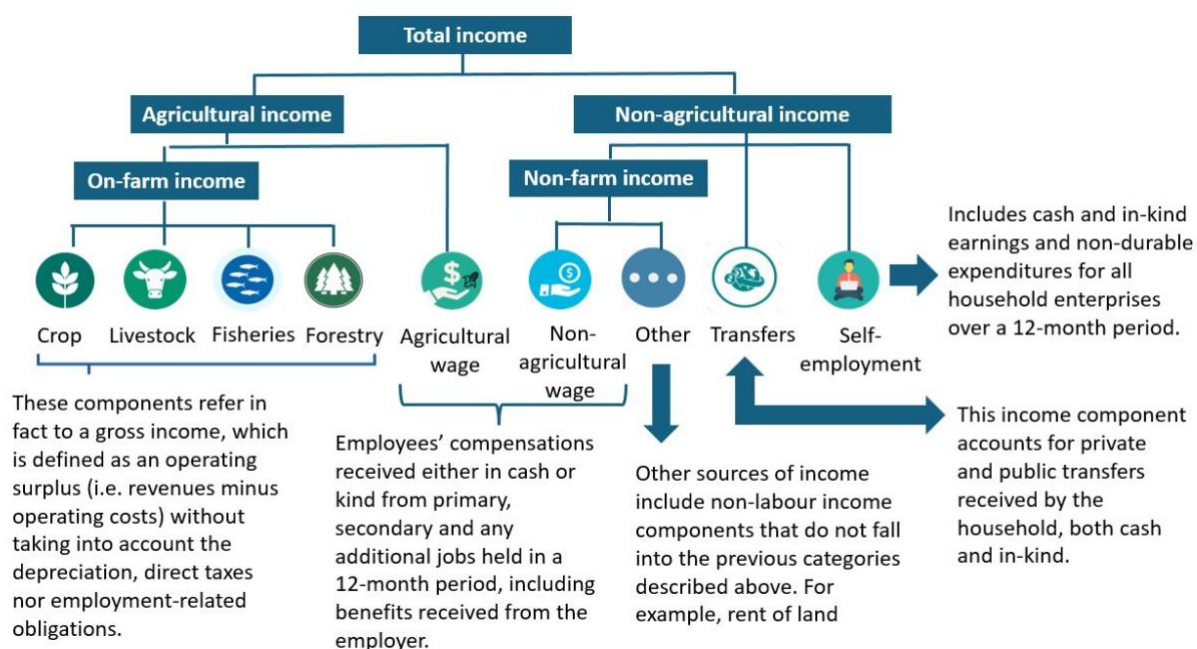 Total income
Agricultural income
Non-agricultural income
On-farm income
Non-farm income
Crop
Livestock
Fisheries
Forestry
Agricultural
wage
Non-
agricultural
wage
Other
Transfers
Self-
employment
Includes cash and in-kind
earnings and non-durable
expenditures for all
household enterprises
over a 12-month period.
These components refer in
fact to a gross income, which
is defined as an operating
surplus (i.e. revenues minus
operating costs) without
taking into account the
depreciation, direct taxes
nor employment-related
obligations.
Employees’ compensations
received either in cash or
kind from primary,
secondary and any
additional jobs held in a
12-month period, including
benefits received from the
employer.
Other sources of income
include non-labour income
components that do not fall
into the previous categories
described above. For
example, rent of land
This income component
accounts for private
and public transfers
received by the
household, both cash
and in-kind.